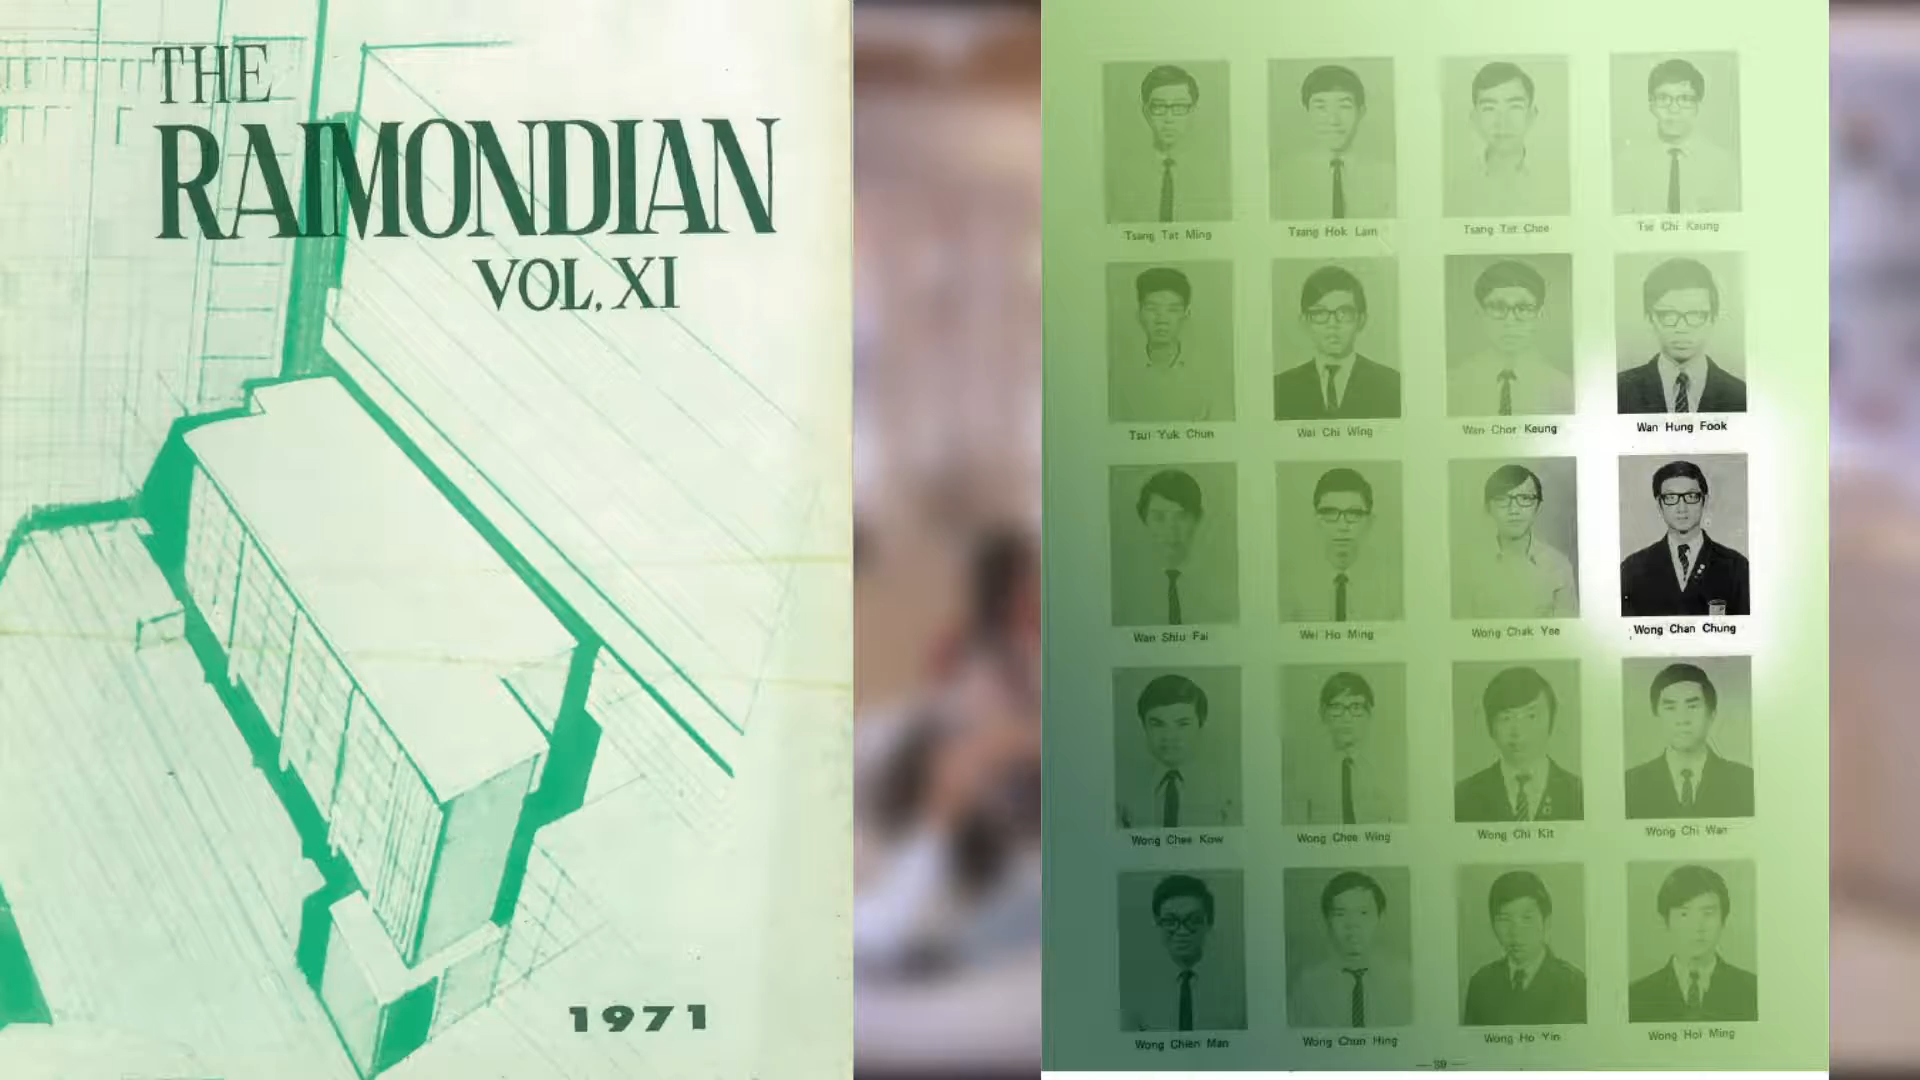 THE
RAIMONDIAN
VOL. XI
1971
Tsang Tat Ming
Tsang Hok Lam
Tsang Tat Chee
Tse Chi Keung
Tsui Yuk Chun
Wai Chi Wing
Wan Chor Keung
Wan Hung Fook
Wan Shiu Fai
Wei Ho Ming
Wong Chak Yee
Wong Chan Chung
Wong Chee Kow
Wong Chee Wing
Wong Chi Kit
Wong Chi Wan
Wong Chien Man
Wong Chun Hing
Wong Ho Yin
Wong Hoi Ming